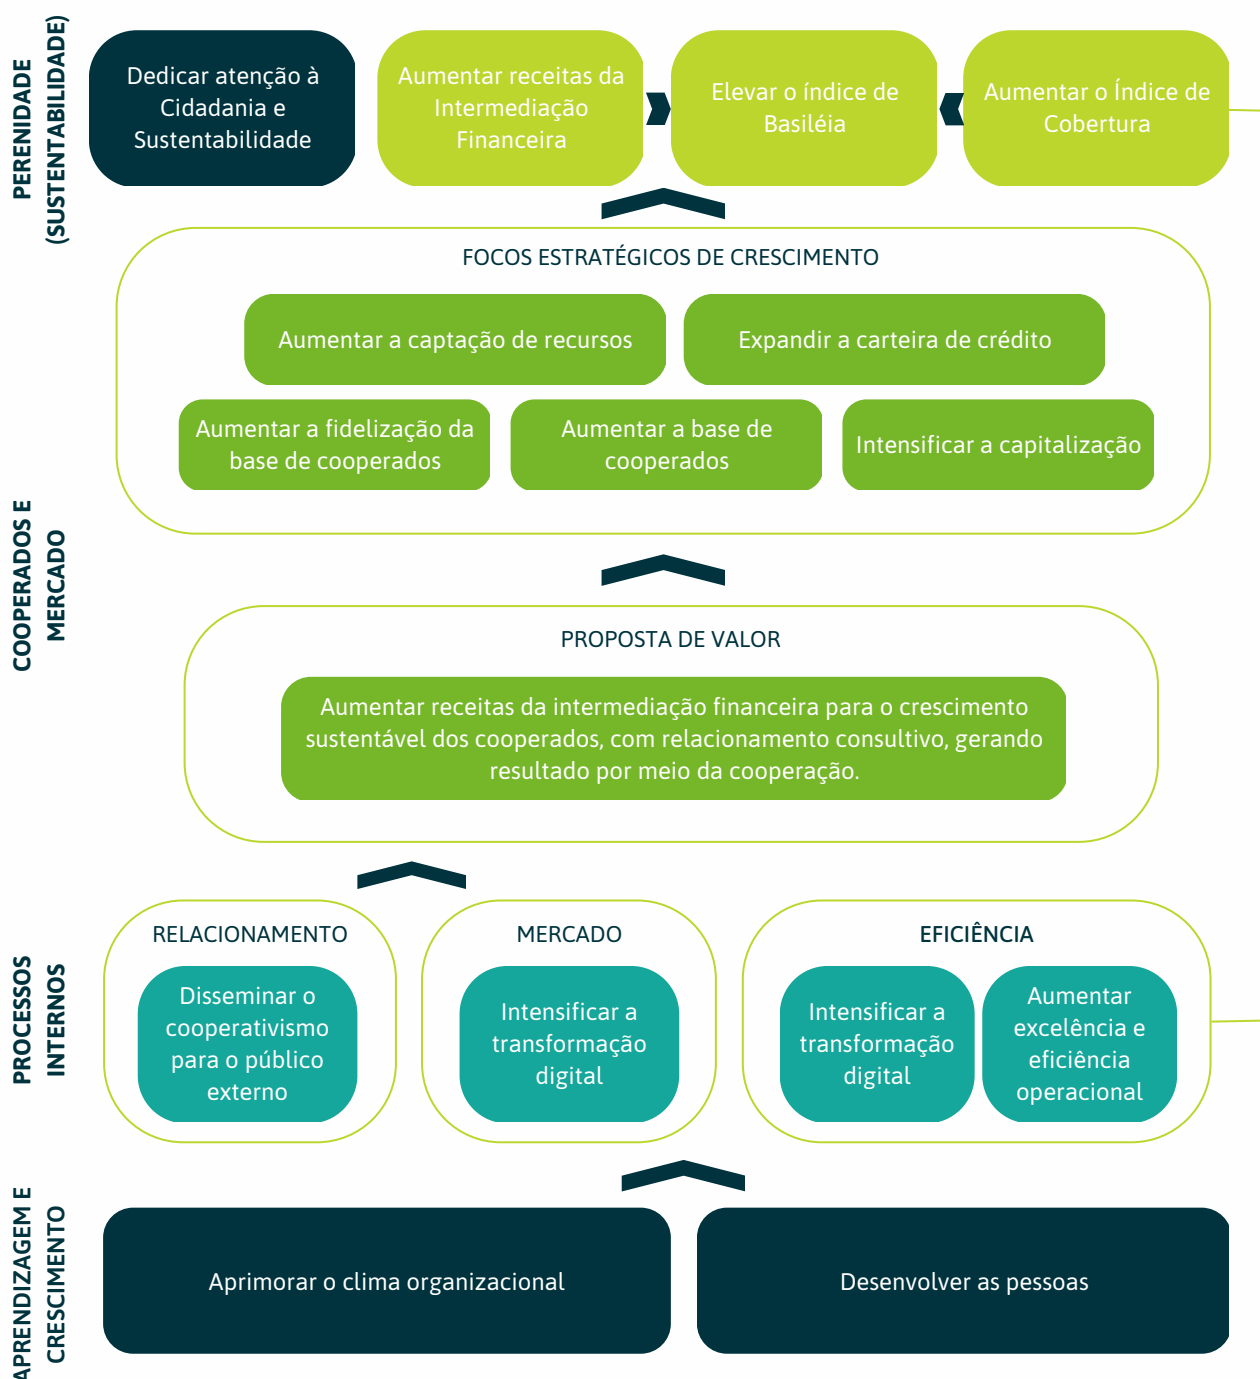 PERENIDADE
(SUSTENTABILIDADE)
Dedicar atenção à
Cidadania e
Sustentabilidade
Aumentar receitas da
Intermediação
Financeira
Elevar o índice de
Basiléia
Aumentar o Índice de
Cobertura
COOPERADOS E
MERCADO
FOCOS ESTRATÉGICOS DE CRESCIMENTO
Aumentar a captação de recursos
Expandir a carteira de crédito
Aumentar a fidelização da
base de cooperados
Aumentar a base de
cooperados
Intensificar a capitalização
PROPOSTA DE VALOR
Aumentar receitas da intermediação financeira para o crescimento
sustentável dos cooperados, com relacionamento consultivo, gerando
resultado por meio da cooperação.
PROCESSOS
INTERNOS
RELACIONAMENTO
Disseminar o
cooperativismo
para o público
externo
MERCADO
Intensificar a
transformação
digital
EFICIÊNCIA
Intensificar a
transformação
digital
Aumentar
excelência e
eficiência
operacional
APRENDIZAGEM E
CRESCIMENTO
Aprimorar o clima organizacional
Desenvolver as pessoas